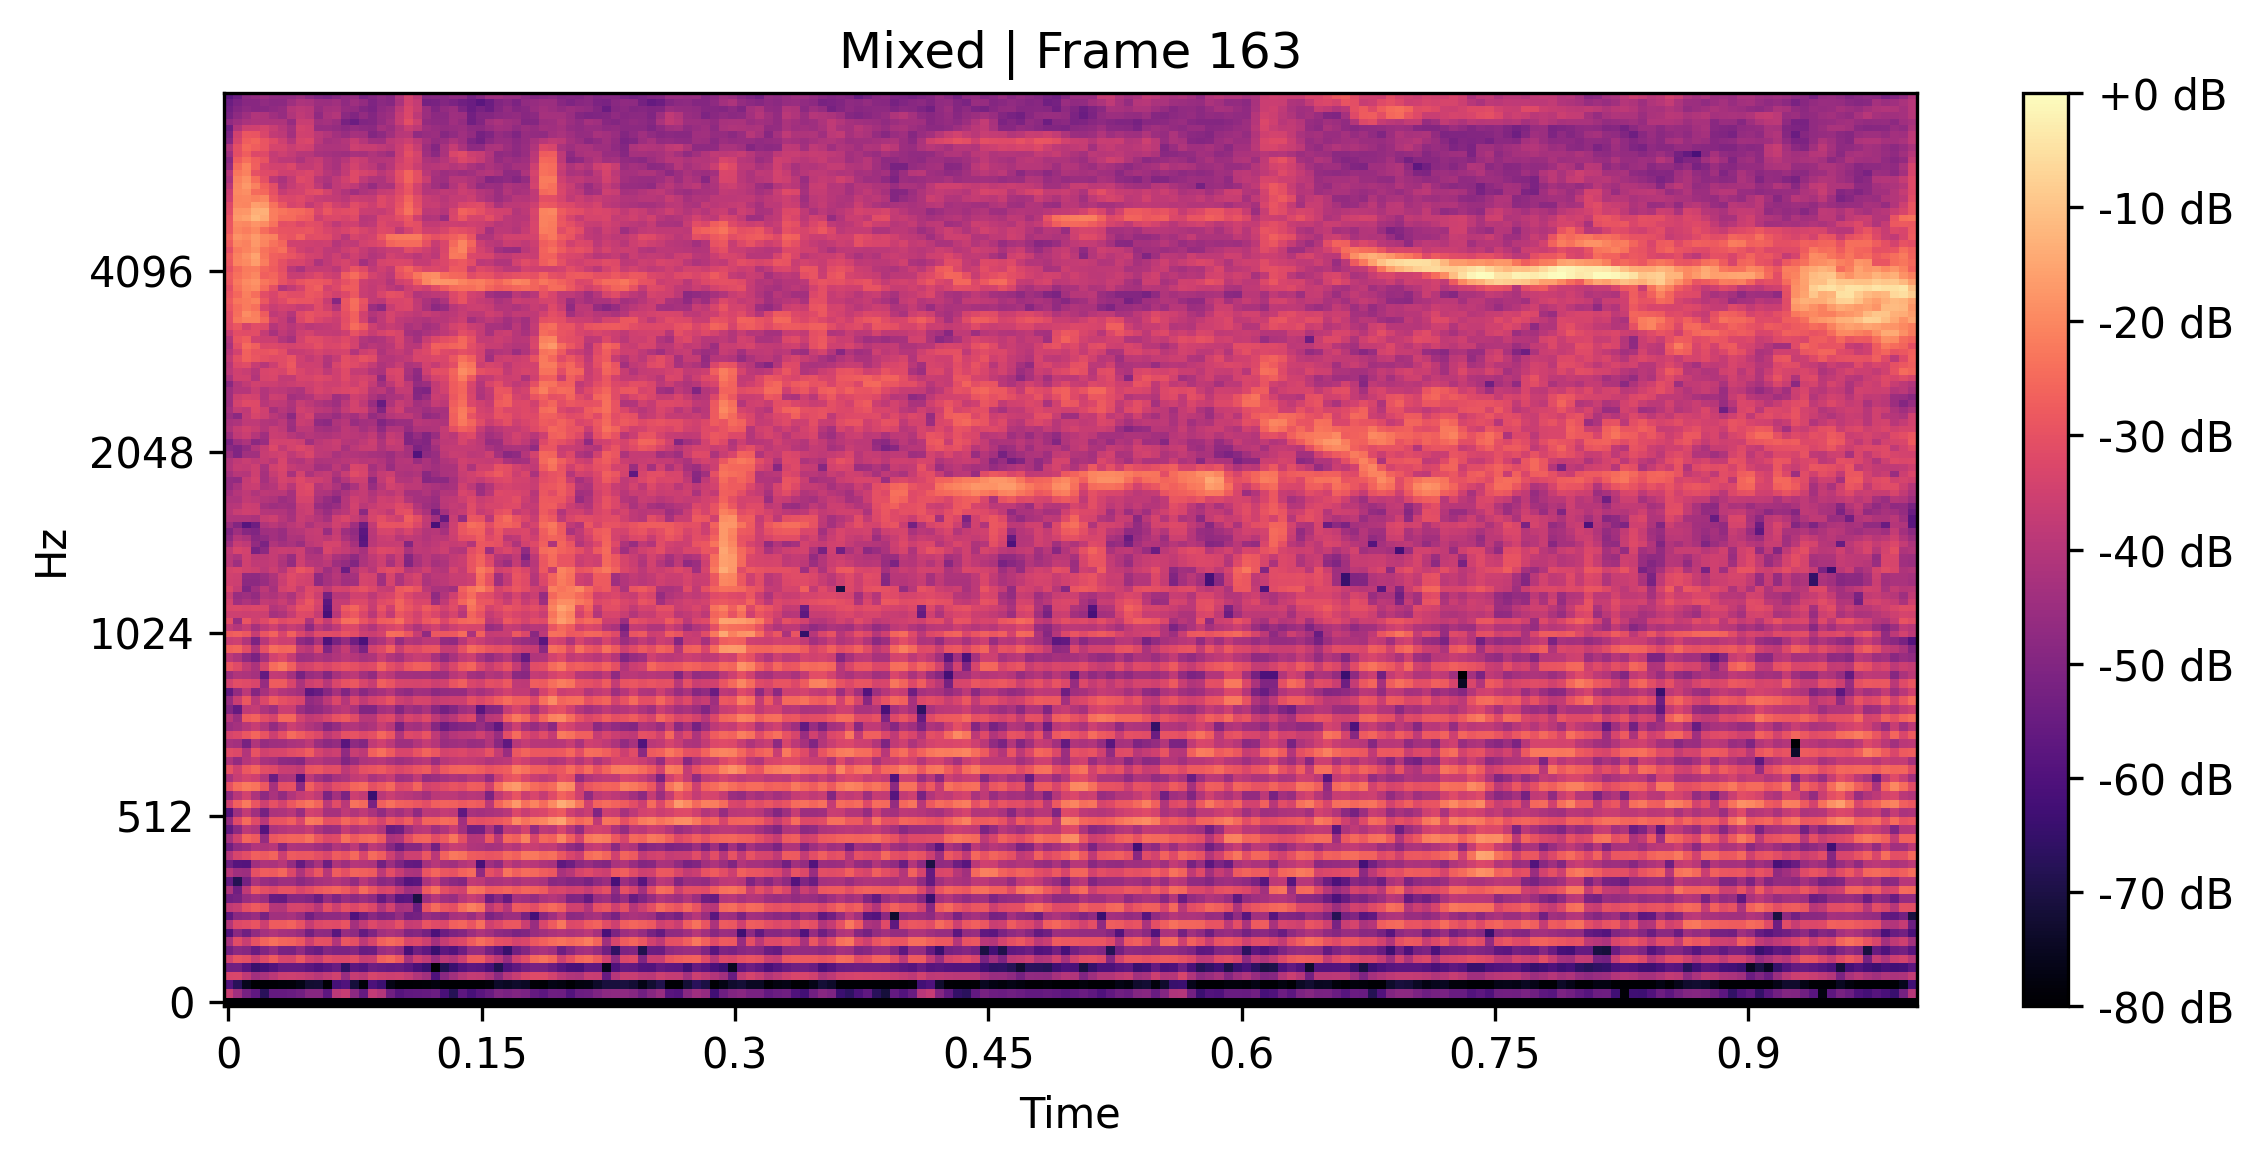 Mixed | Frame 163
+0 dB
-10 dB
-20 dB
-30 dB
-40 dB
-50 dB
-60 dB
-70 dB
-80 dB
Hz
4096
2048
1024
512
0
0 0.15 0.3 0.45 0.6 0.75 0.9
Time